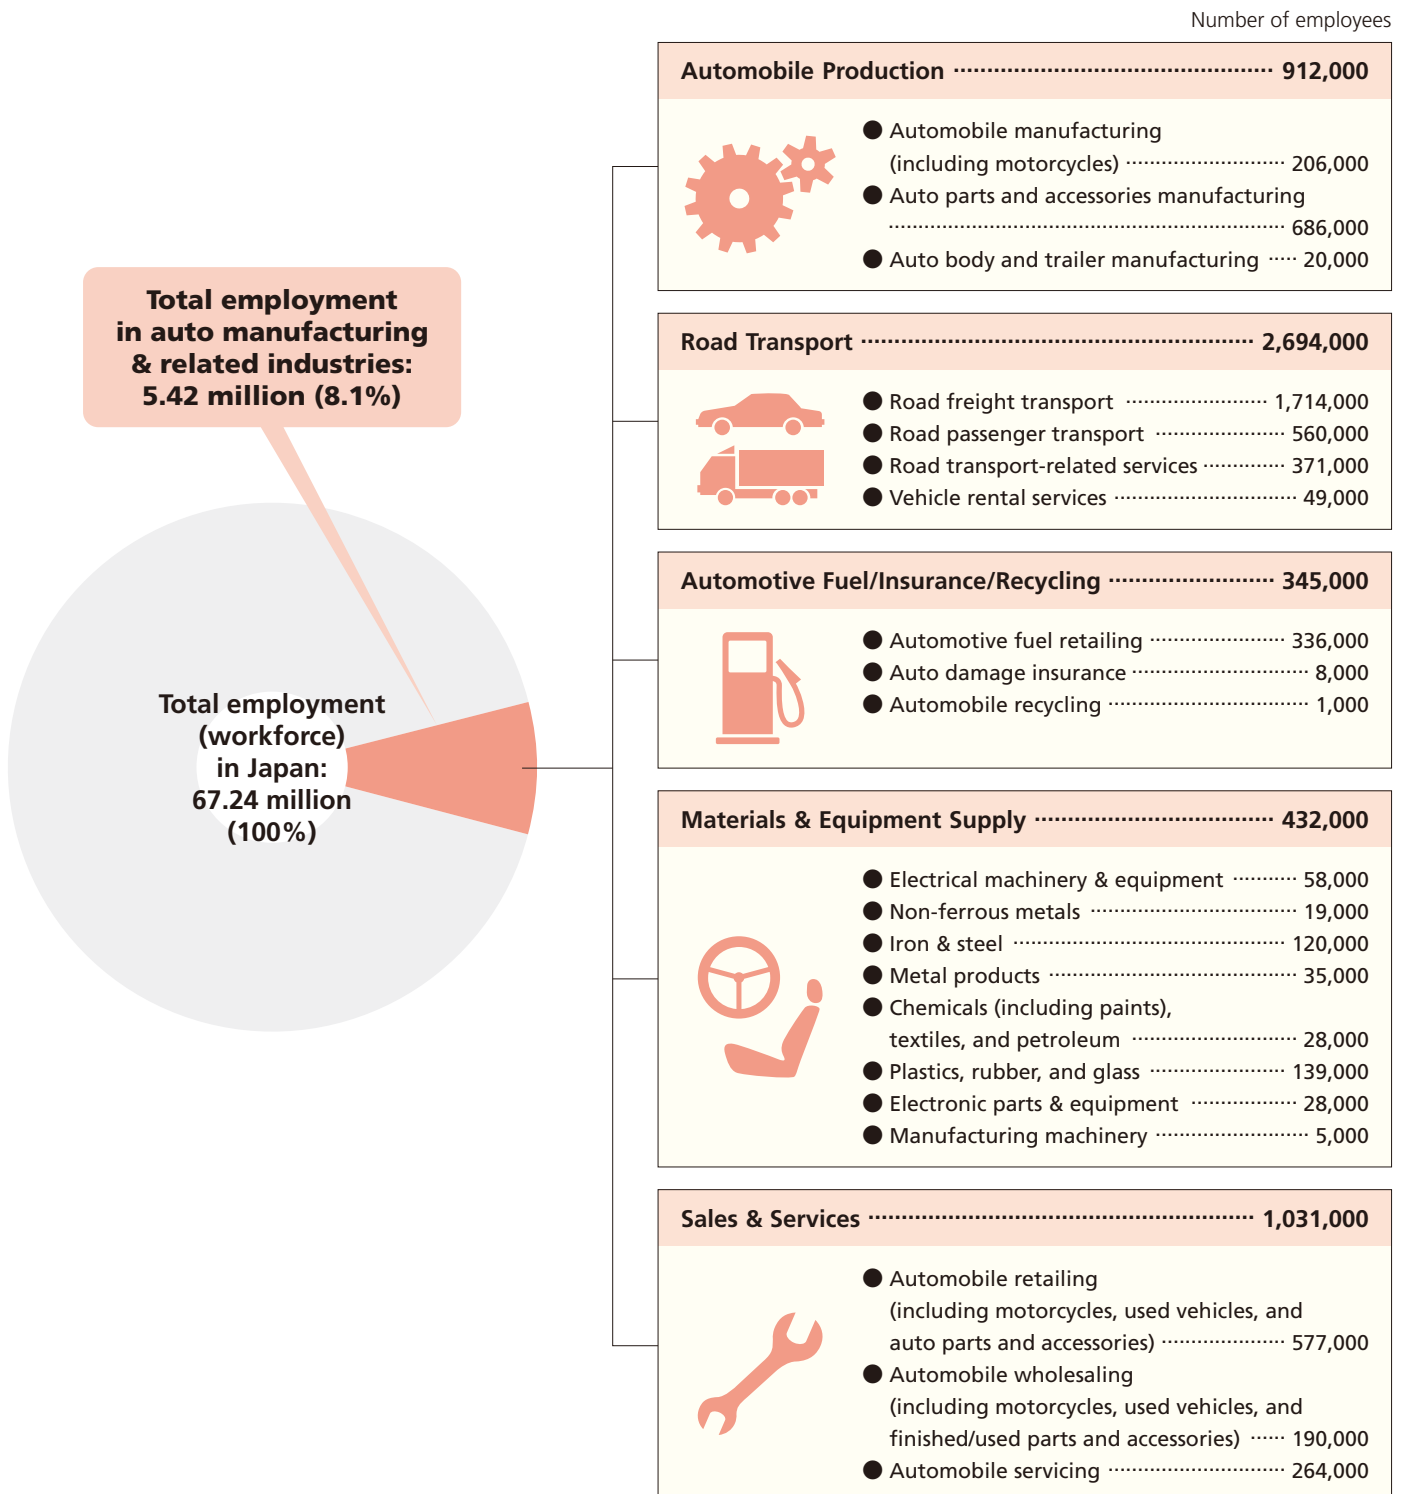 Number of employees
Total employment
in auto manufacturing
& related industries:
5.42 million (8.1%)
Total employment
(workforce)
in Japan:
67.24 million
(100%)
Automobile Production 912,000
● Automobile manufacturing
(including motorcycles) 206,000
● Auto parts and accessories manufacturing
686,000
● Auto body and trailer manufacturing 20,000
Road Transport 2,694,000
● Road freight transport 1,714,000
● Road passenger transport 560,000
● Road transport-related services 371,000
● Vehicle rental services 49,000
Automotive Fuel/Insurance/Recycling 345,000
● Automotive fuel retailing 336,000
● Auto damage insurance 8,000
● Automobile recycling 1,000
Materials & Equipment Supply 432,000
● Electrical machinery & equipment 58,000
● Non-ferrous metals 19,000
● Iron & steel 120,000
● Metal products 35,000
● Chemicals (including paints),
textiles, and petroleum 28,000
● Plastics, rubber, and glass 139,000
● Electronic parts & equipment 28,000
● Manufacturing machinery 5,000
Sales & Services 1,031,000
● Automobile retailing
(including motorcycles, used vehicles, and
auto parts and accessories) 577,000
● Automobile wholesaling
(including motorcycles, used vehicles, and
finished/used parts and accessories) 190,000
● Automobile servicing 264,000